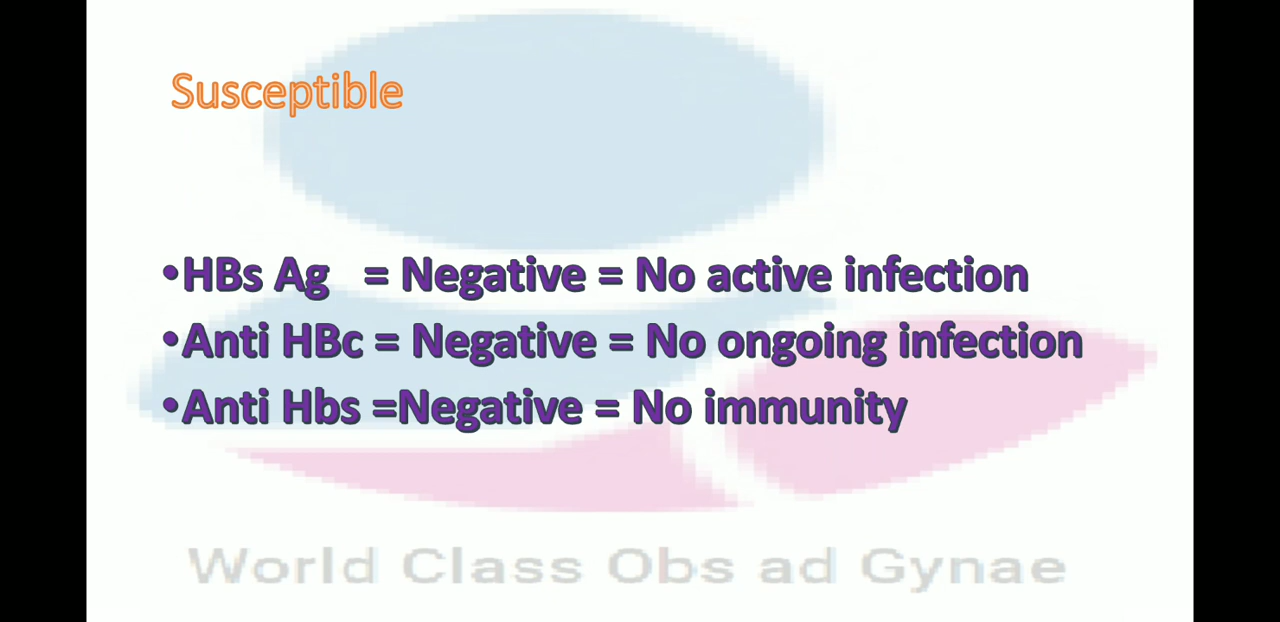 Susceptible
•HBs Ag = Negative = No active infection
•Anti HBc = Negative = No ongoing infection
•Anti Hbs =Negative = No immunity
World Class Obs ad Gynae